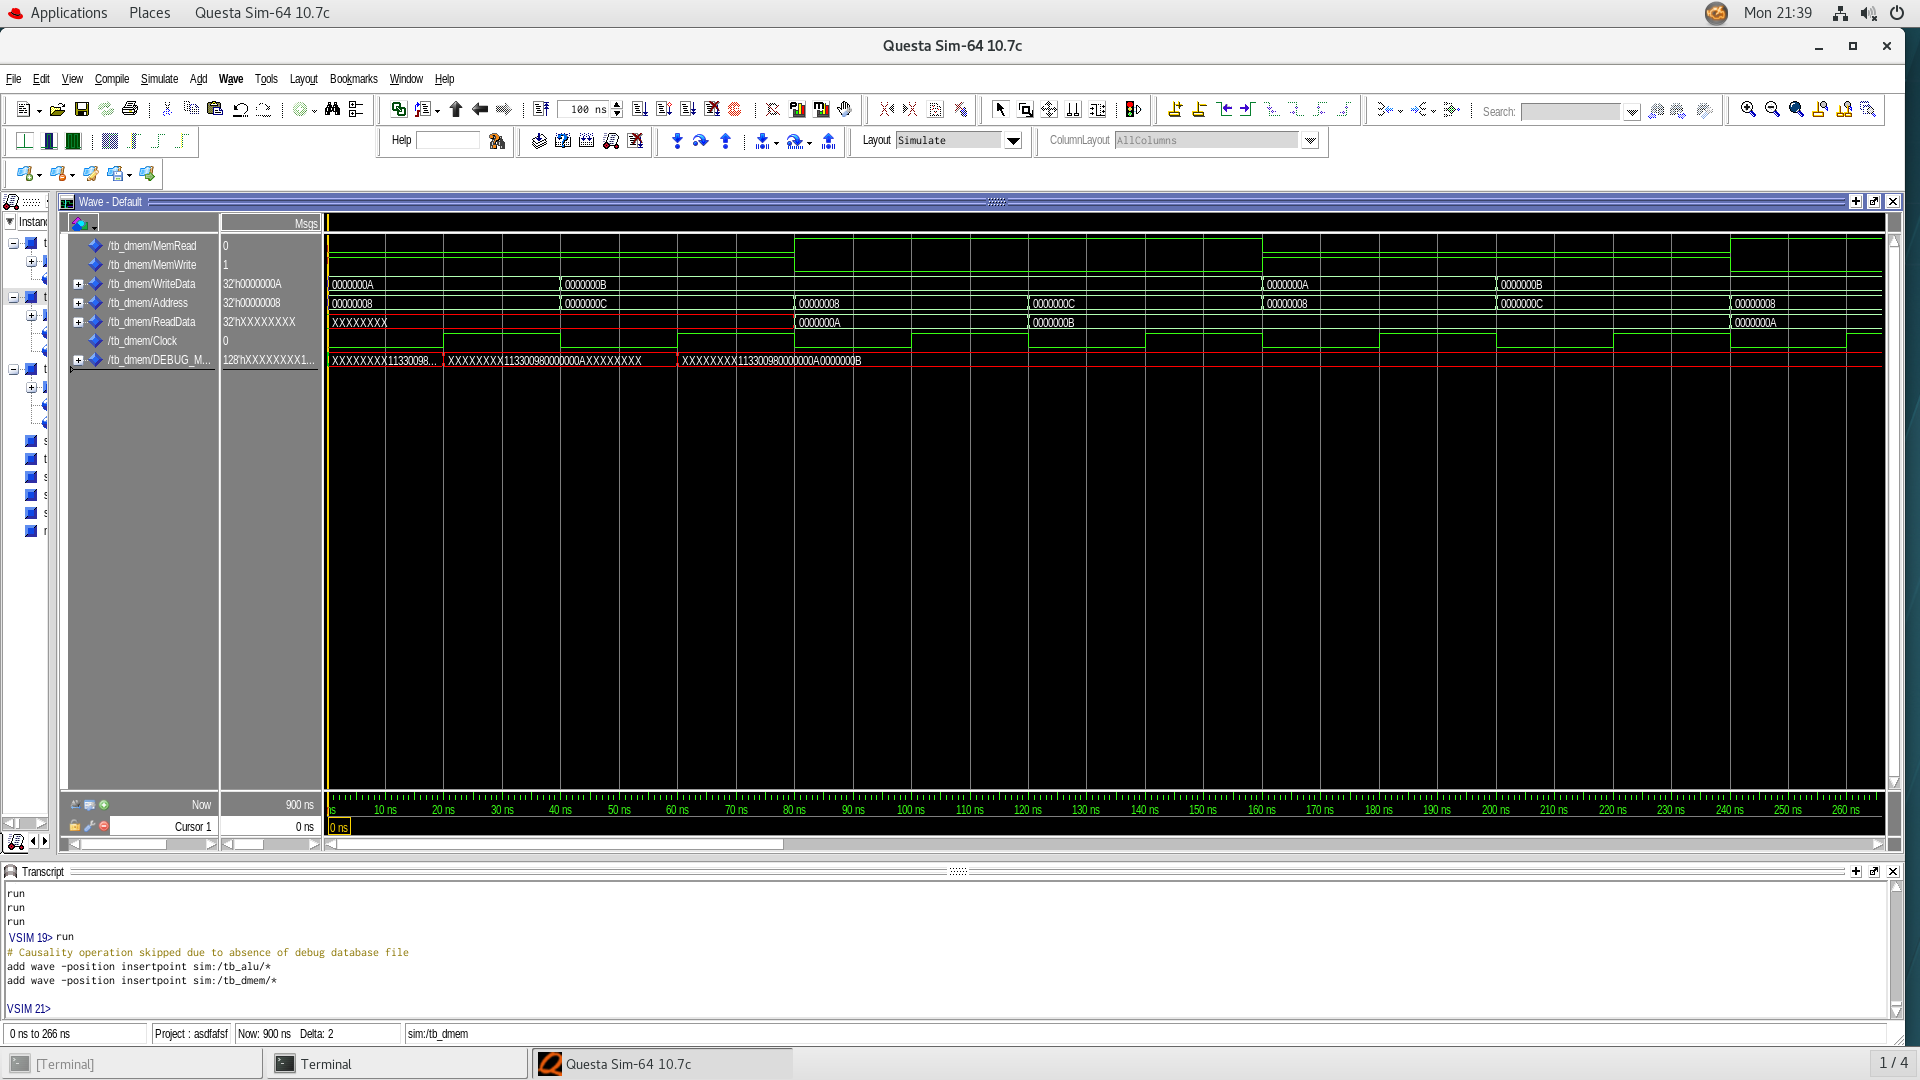 Applications Places Questa Sim-64 10.7c Mon 21:39
Questa Sim-64 10.7c
File Edit View Compile Simulate Add Wave Tools Layout Bookmarks Window Help
100 ns Search:
Help Layout Simulate ColumnLayout AllColumns
Wave - Default
Instanc
Msgs
/tb_dmem/MemRead 0
/tb_dmem/MemWrite 1
/tb_dmem/WriteData 32'h0000000A 0000000A 0000000B 0000000A 0000000B
/tb_dmem/Address 32'h00000008 00000008 0000000C 00000008 0000000C 00000008 0000000C 00000008
/tb_dmem/ReadData 32'hXXXXXXXX XXXXXXXX 0000000A 0000000B 0000000A
/tb_dmem/Clock 0
/tb_dmem/DEBUG_M... 128'hXXXXXXXX1... XXXXXXXX11330098... XXXXXXXX113300980000000AXXXXXXXX XXXXXXXX113300980000000A0000000B
Now 900 ns ns 10 ns 20 ns 30 ns 40 ns 50 ns 60 ns 70 ns 80 ns 90 ns 100 ns 110 ns 120 ns 130 ns 140 ns 150 ns 160 ns 170 ns 180 ns 190 ns 200 ns 210 ns 220 ns 230 ns 240 ns 250 ns 260 ns
Cursor 1 0 ns 0 ns
Transcript
run
run
run
VSIM 19> run
# Causality operation skipped due to absence of debug database file
add wave -position insertpoint sim:/tb_alu/*
add wave -position insertpoint sim:/tb_dmem/*
VSIM 21>
0 ns to 266 ns Project : asdfafsf Now: 900 ns Delta: 2 sim:/tb_dmem
[Terminal] Terminal Questa Sim-64 10.7c 1 / 4